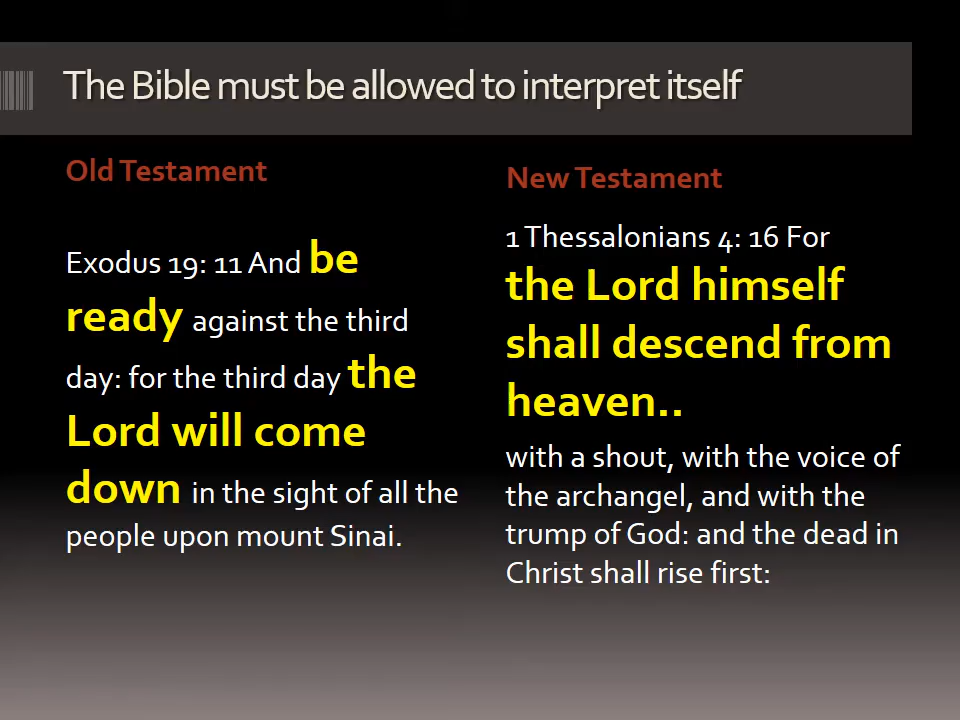 The Bible must be allowed to interpret itself
Old Testament
Exodus 19: 11 And be
ready against the third
day: for the third day the
Lord will come
down in the sight of all the
people upon mount Sinai.
New Testament
1 Thessalonians 4: 16 For
the Lord himself
shall descend from
heaven..
with a shout, with the voice of
the archangel, and with the
trump of God: and the dead in
Christ shall rise first: